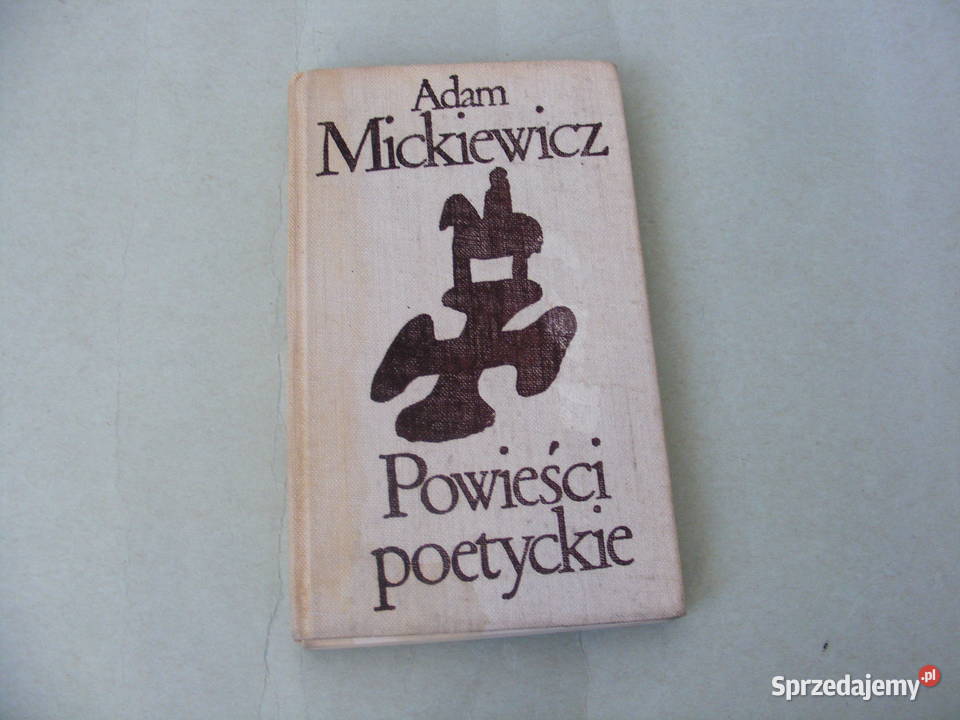 Adam
Mickiewicz
Powieści
poetyckie
Sprzedajemy.pl